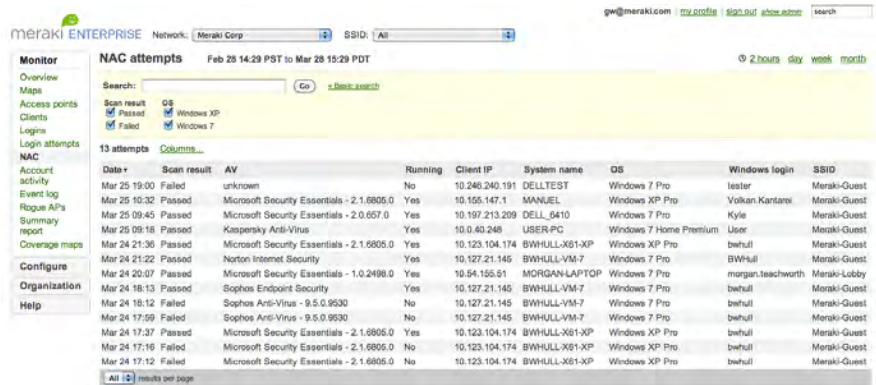 gw@meraki.com | my profile | sign out show admin search
meraki ENTERPRISE Network: Meraki Corp SSID: All
Monitor
Overview
Maps
Access points
Clients
Logins
Login attempts
NAC
Account activity
Event log
Rogue APs
Summary report
Coverage maps
Configure
Organization
Help
NAC attempts Feb 28 14:29 PST to Mar 28 15:29 PDT 2 hours day week month
Search: Go « Basic search
Scan result OS
Passed Windows XP
Failed Windows 7
13 attempts Columns...
Date Scan result AV Running Client IP System name OS Windows login SSID
Mar 25 19:00 Failed unknown No 10.246.240.191 DELLTEST Windows 7 Pro tester Meraki-Guest
Mar 25 10:32 Passed Microsoft Security Essentials - 2.1.6805.0 Yes 10.155.147.1 MANUEL Windows XP Pro Volkan.Kantarci Meraki-Guest
Mar 25 09:45 Passed Microsoft Security Essentials - 2.0.657.0 Yes 10.197.213.209 DELL_6410 Windows 7 Pro Kyle Meraki-Guest
Mar 25 09:18 Passed Kaspersky Anti-Virus Yes 10.0.40.248 USER-PC Windows 7 Home Premium User Meraki-Guest
Mar 24 21:36 Passed Microsoft Security Essentials - 2.1.6805.0 Yes 10.123.104.174 BWHULL-X61-XP Windows XP Pro bwhull Meraki-Guest
Mar 24 21:22 Passed Norton Internet Security Yes 10.127.21.145 BWHULL-VM-7 Windows 7 Pro BWHull Meraki-Guest
Mar 24 20:07 Passed Microsoft Security Essentials - 1.0.2498.0 Yes 10.54.155.51 MORGAN-LAPTOP Windows 7 Pro morgan.teachworth Meraki-Lobby
Mar 24 18:13 Passed Sophos Endpoint Security Yes 10.127.21.145 BWHULL-VM-7 Windows 7 Pro bwhull Meraki-Guest
Mar 24 18:12 Failed Sophos Anti-Virus - 9.5.0.9530 No 10.127.21.145 BWHULL-VM-7 Windows 7 Pro bwhull Meraki-Guest
Mar 24 17:59 Failed Sophos Anti-Virus - 9.5.0.9530 No 10.127.21.145 BWHULL-VM-7 Windows 7 Pro bwhull Meraki-Guest
Mar 24 17:37 Passed Microsoft Security Essentials - 2.1.6805.0 Yes 10.123.104.174 BWHULL-X61-XP Windows XP Pro bwhull Meraki-Guest
Mar 24 17:16 Failed Microsoft Security Essentials - 2.1.6805.0 No 10.123.104.174 BWHULL-X61-XP Windows XP Pro bwhull Meraki-Guest
Mar 24 17:12 Failed Microsoft Security Essentials - 2.1.6805.0 No 10.123.104.174 BWHULL-X61-XP Windows XP Pro bwhull Meraki-Guest
All results per page